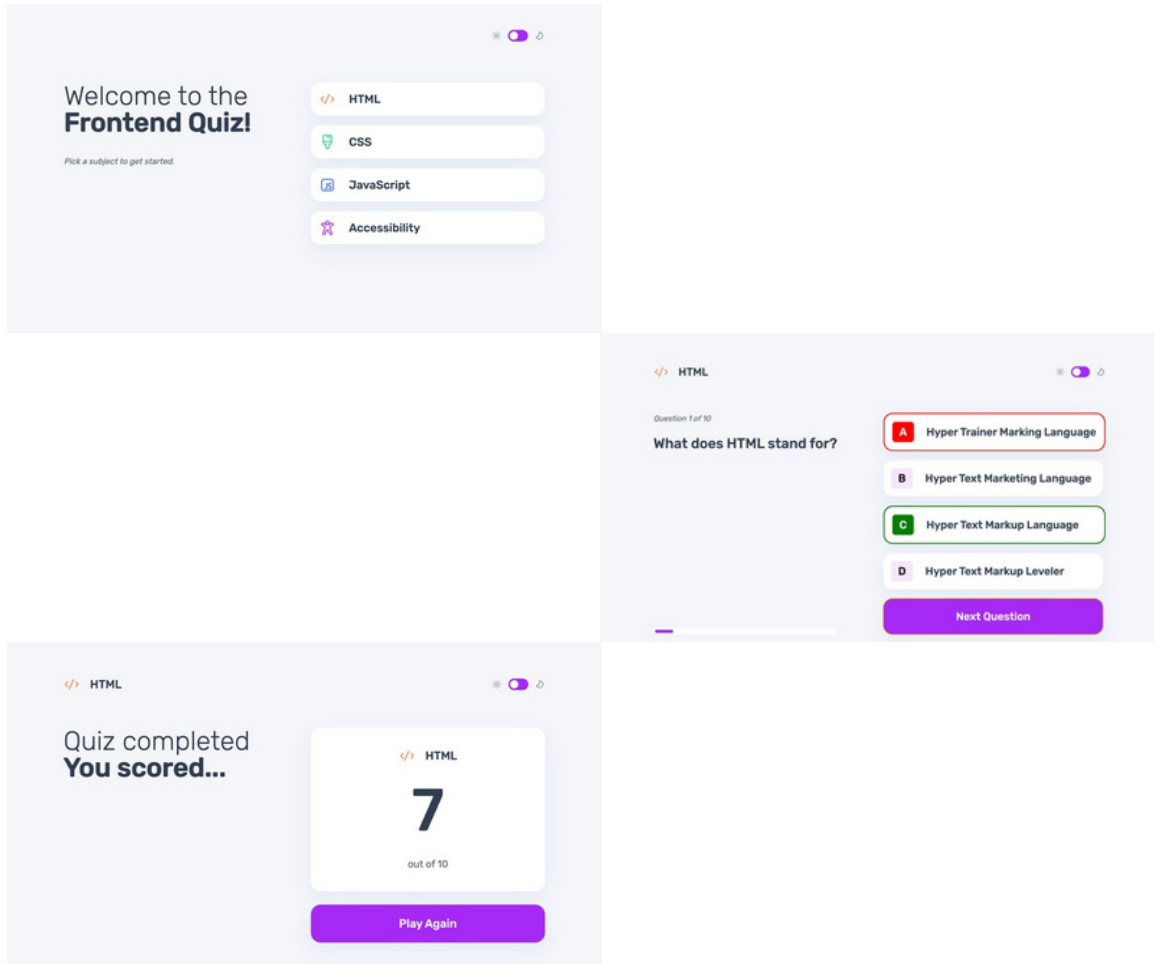 Welcome to the
Frontend Quiz!
Pick a subject to get started.
</> HTML
CSS
JS JavaScript
Accessibility
</> HTML
Question 1 of 10
What does HTML stand for?
A Hyper Trainer Marking Language
B Hyper Text Marketing Language
C Hyper Text Markup Language
D Hyper Text Markup Leveler
Next Question
</> HTML
Quiz completed
You scored...
</> HTML
7
out of 10
Play Again